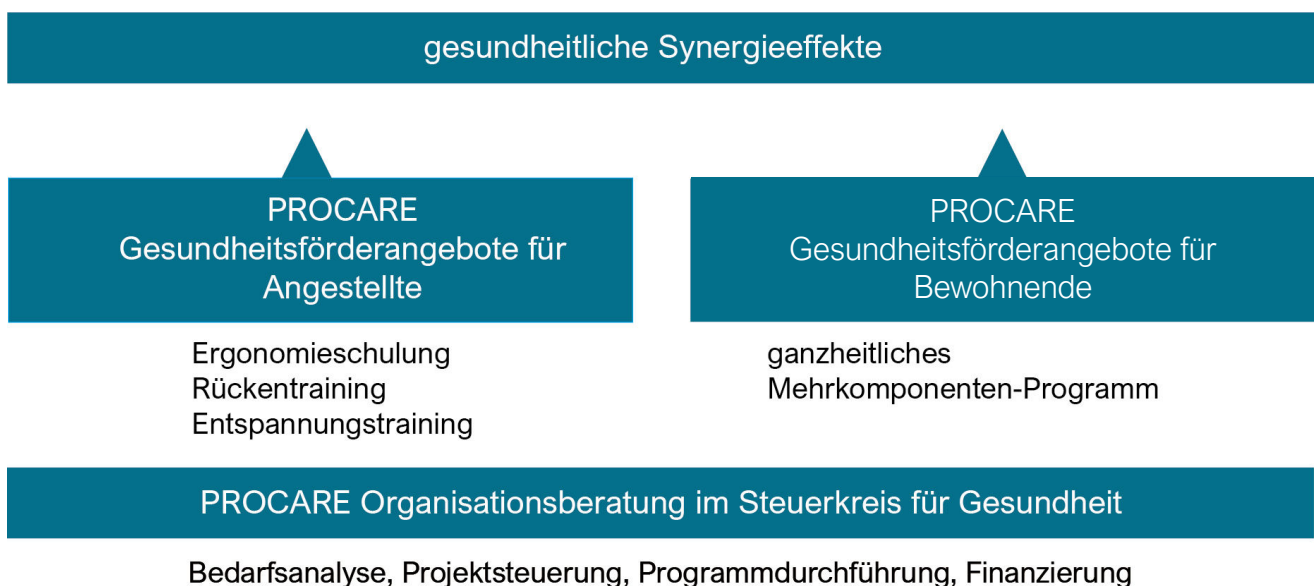 gesundheitliche Synergieeffekte
PROCARE
Gesundheitsförderangebote für
Angestellte
Ergonomieschulung
Rückentraining
Entspannungstraining
PROCARE
Gesundheitsförderangebote für
Bewohnende
ganzheitliches
Mehrkomponenten-Programm
PROCARE Organisationsberatung im Steuerkreis für Gesundheit
Bedarfsanalyse, Projektsteuerung, Programmdurchführung, Finanzierung